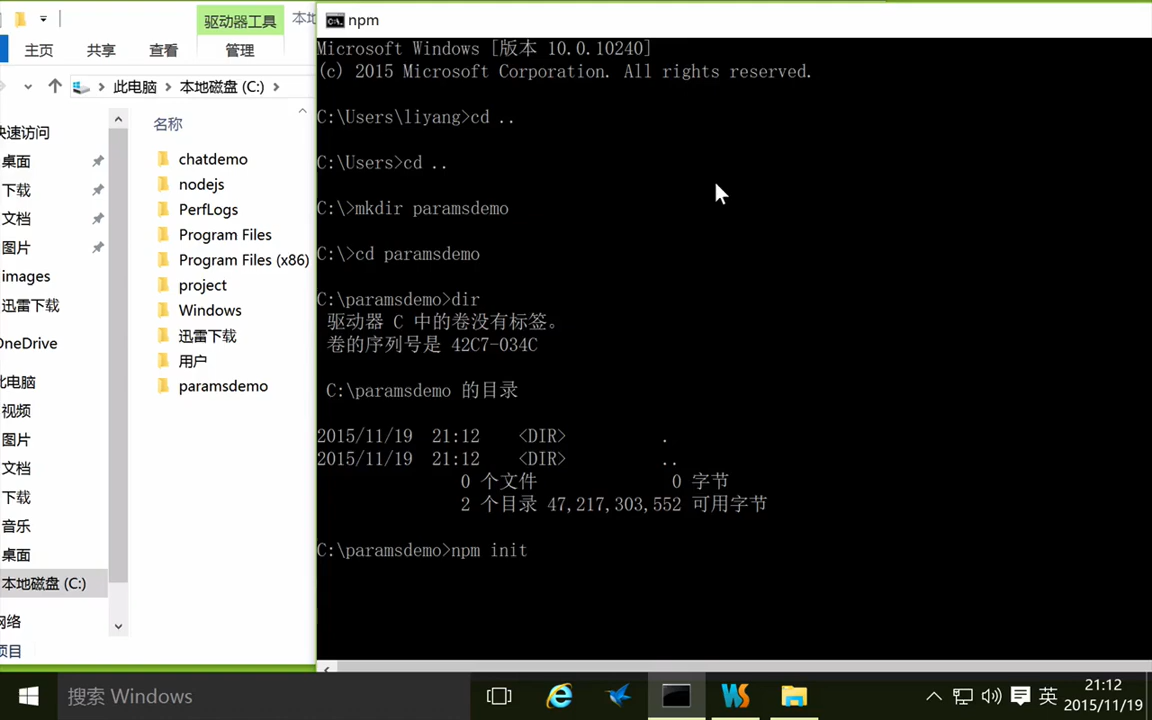 驱动器工具
本地
npm
主页
共享
查看
管理
此电脑
本地磁盘 (C:)
名称
快速访问
桌面
下载
文档
图片
images
迅雷下载
OneDrive
此电脑
视频
图片
文档
下载
音乐
桌面
本地磁盘 (C:)
网络
项目
chatdemo
nodejs
PerfLogs
Program Files
Program Files (x86)
project
Windows
迅雷下载
用户
paramsdemo
Microsoft Windows [版本 10.0.10240]
(c) 2015 Microsoft Corporation. All rights reserved.
C:\Users\liyang>cd ..
C:\Users>cd ..
C:\>mkdir paramsdemo
C:\>cd paramsdemo
C:\paramsdemo>dir
驱动器 C 中的卷没有标签。
卷的序列号是 42C7-034C
C:\paramsdemo 的目录
2015/11/19 21:12 <DIR> .
2015/11/19 21:12 <DIR> ..
0 个文件 0 字节
2 个目录 47,217,303,552 可用字节
C:\paramsdemo>npm init
搜索 Windows
英
21:12
2015/11/19